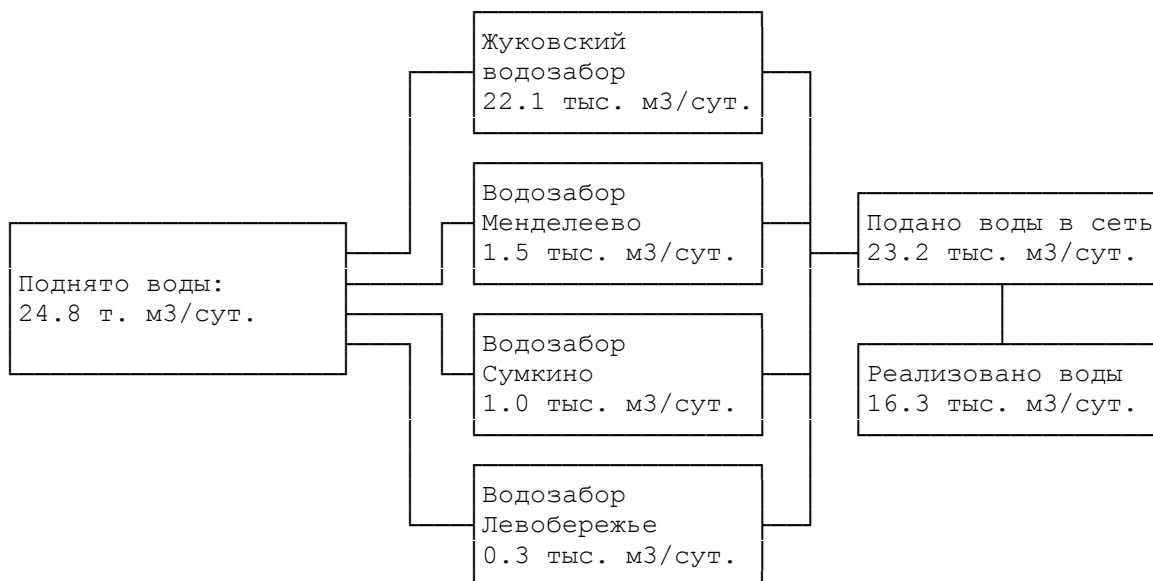 Поднято воды:
24.8 т. м3/сут.
Жуковский
водозабор
22.1 тыс. м3/сут.
Водозабор
Менделеево
1.5 тыс. м3/сут.
Водозабор
Сумкино
1.0 тыс. м3/сут.
Водозабор
Левобережье
0.3 тыс. м3/сут.
Подано воды в сеть
23.2 тыс. м3/сут.
Реализовано воды
16.3 тыс. м3/сут.